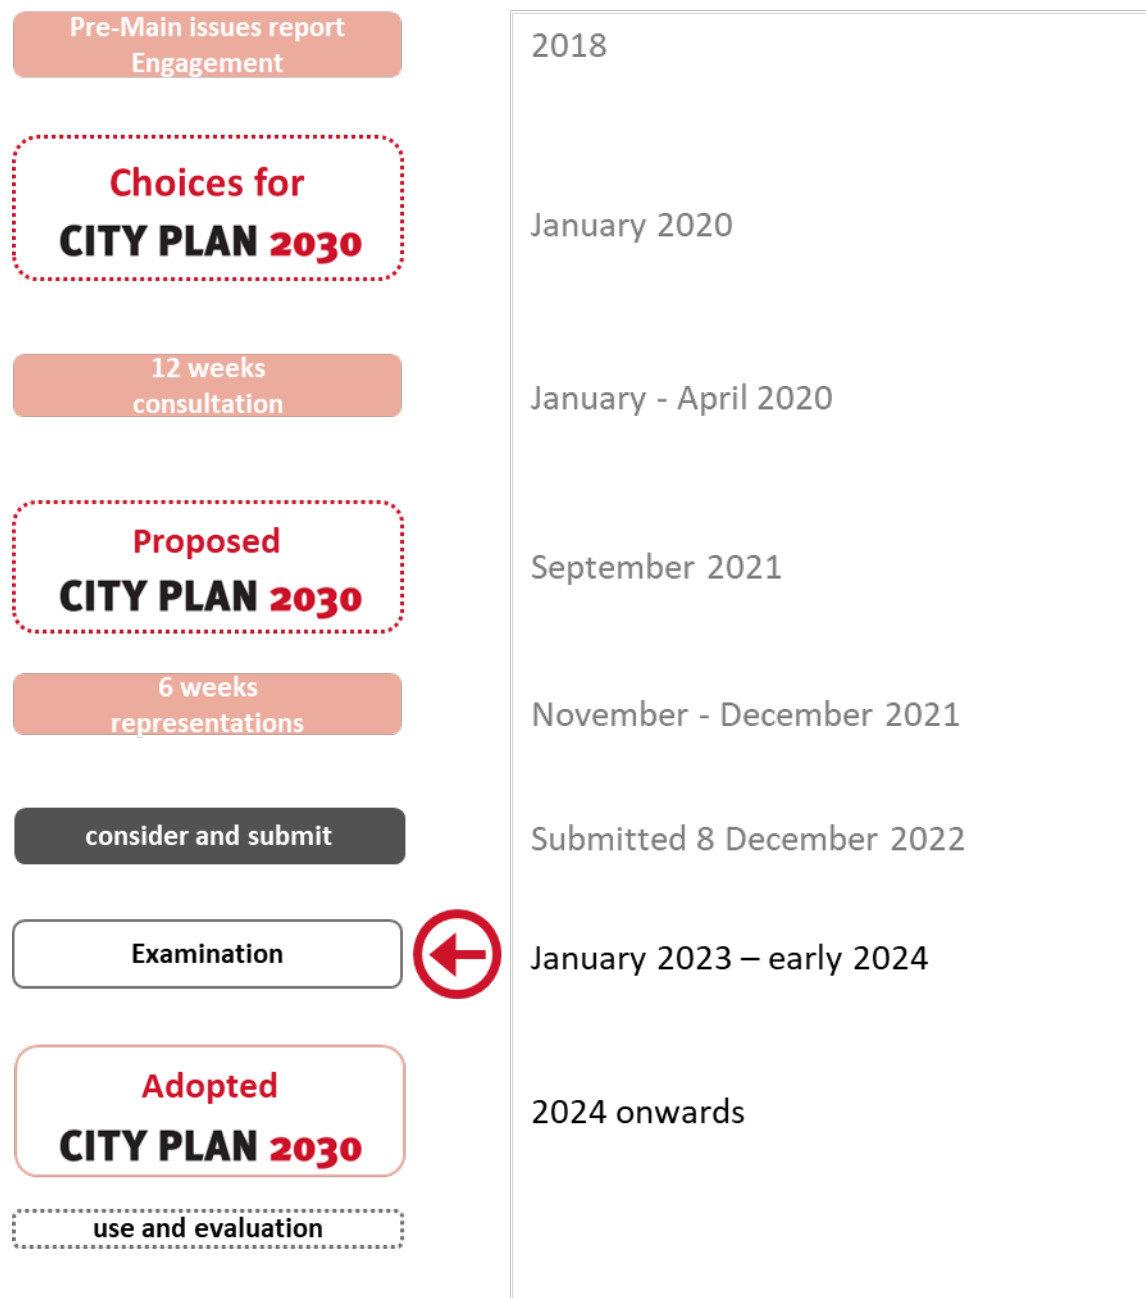 Pre-Main issues report
Engagement
2018
Choices for
CITY PLAN 2030
January 2020
12 weeks
consultation
January - April 2020
Proposed
CITY PLAN 2030
September 2021
6 weeks
representations
November - December 2021
consider and submit
Submitted 8 December 2022
Examination
January 2023 – early 2024
Adopted
CITY PLAN 2030
2024 onwards
use and evaluation